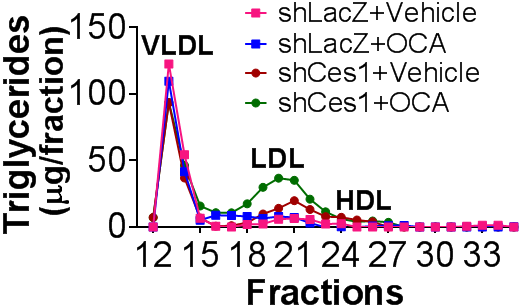 Triglycerides
(μg/fraction)
150
100
50
0
VLDL
LDL
HDL
shLacZ+Vehicle
shLacZ+OCA
shCes1+Vehicle
shCes1+OCA
12 15 18 21 24 27 30 33
Fractions